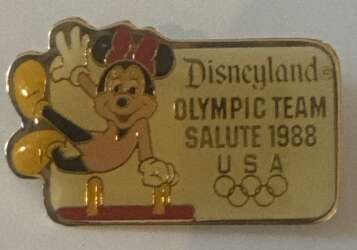 Disneyland®
OLYMPIC TEAM
SALUTE 1988
USA